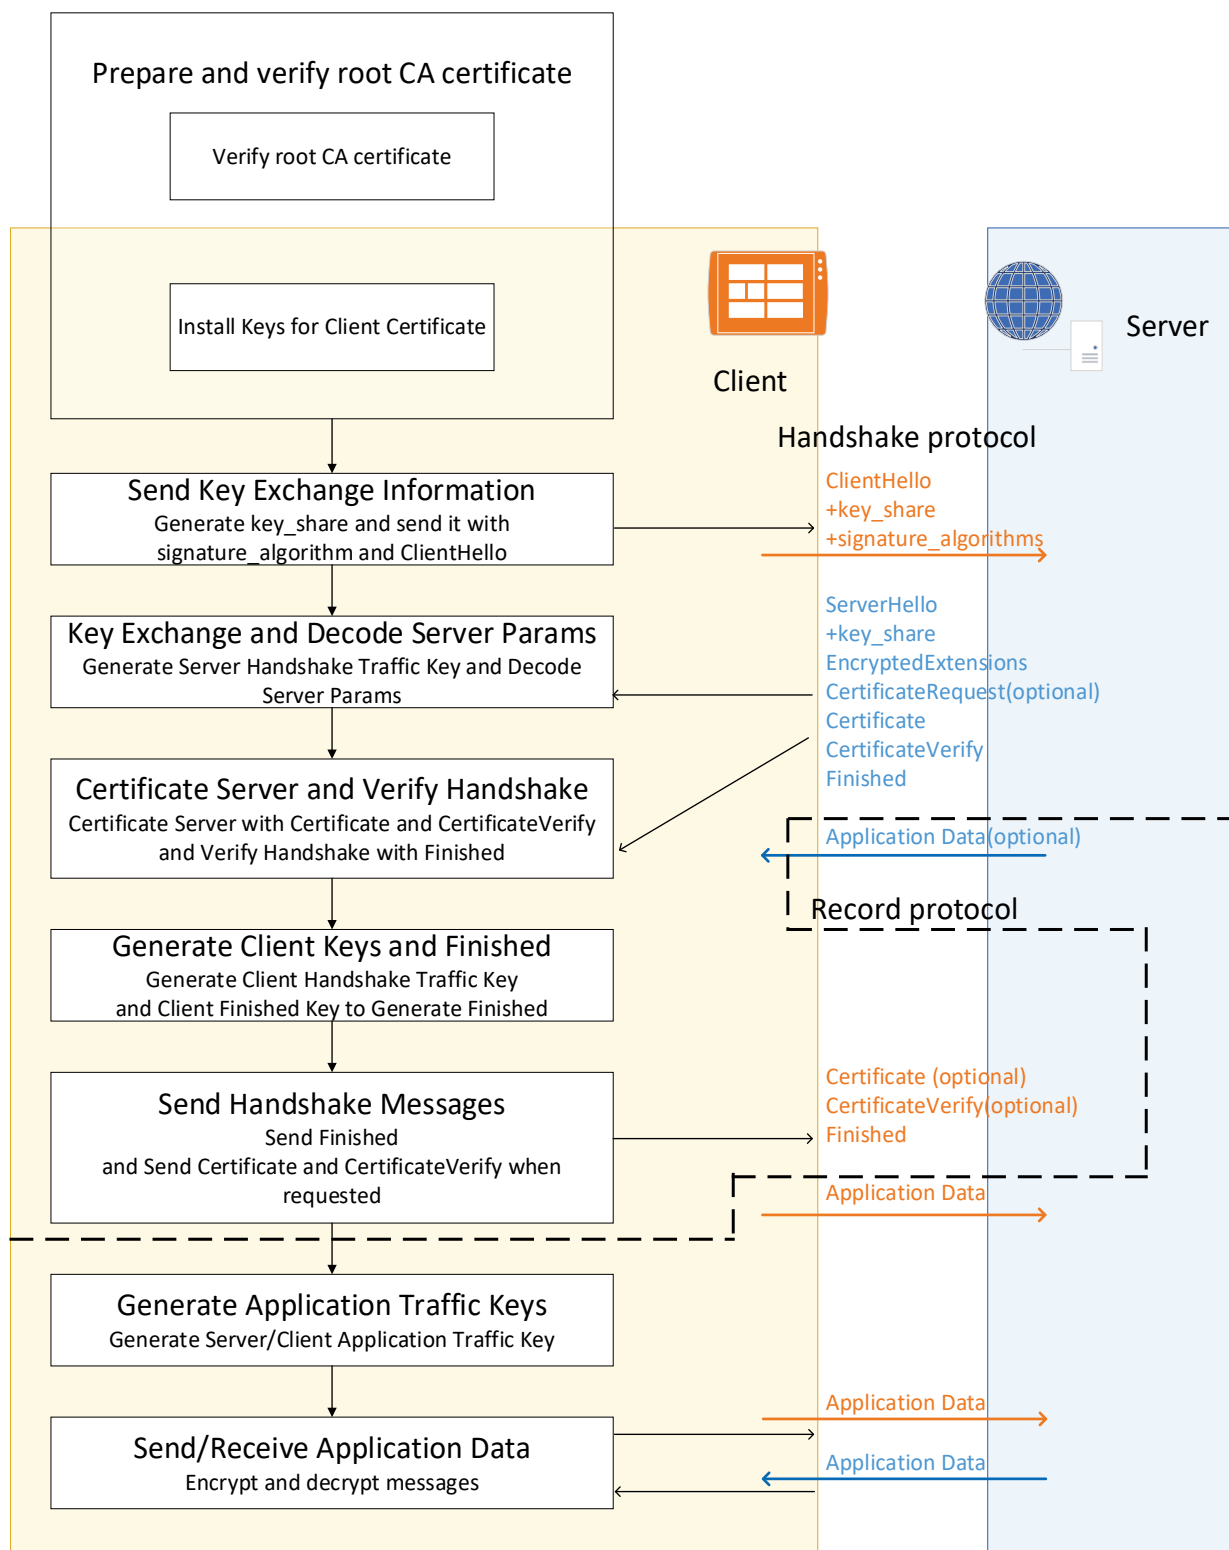 Prepare and verify root CA certificate
Verify root CA certificate
Install Keys for Client Certificate
Client
Server
Handshake protocol
Send Key Exchange Information
Generate key_share and send it with
signature_algorithm and ClientHello
ClientHello
+key_share
+signature_algorithms
Key Exchange and Decode Server Params
Generate Server Handshake Traffic Key and Decode
Server Params
ServerHello
+key_share
EncryptedExtensions
CertificateRequest(optional)
Certificate
CertificateVerify
Finished
Certificate Server and Verify Handshake
Certificate Server with Certificate and CertificateVerify
and Verify Handshake with Finished
Application Data(optional)
Record protocol
Generate Client Keys and Finished
Generate Client Handshake Traffic Key
and Client Finished Key to Generate Finished
Send Handshake Messages
Send Finished
and Send Certificate and CertificateVerify when
requested
Certificate (optional)
CertificateVerify(optional)
Finished
Application Data
Generate Application Traffic Keys
Generate Server/Client Application Traffic Key
Send/Receive Application Data
Encrypt and decrypt messages
Application Data
Application Data